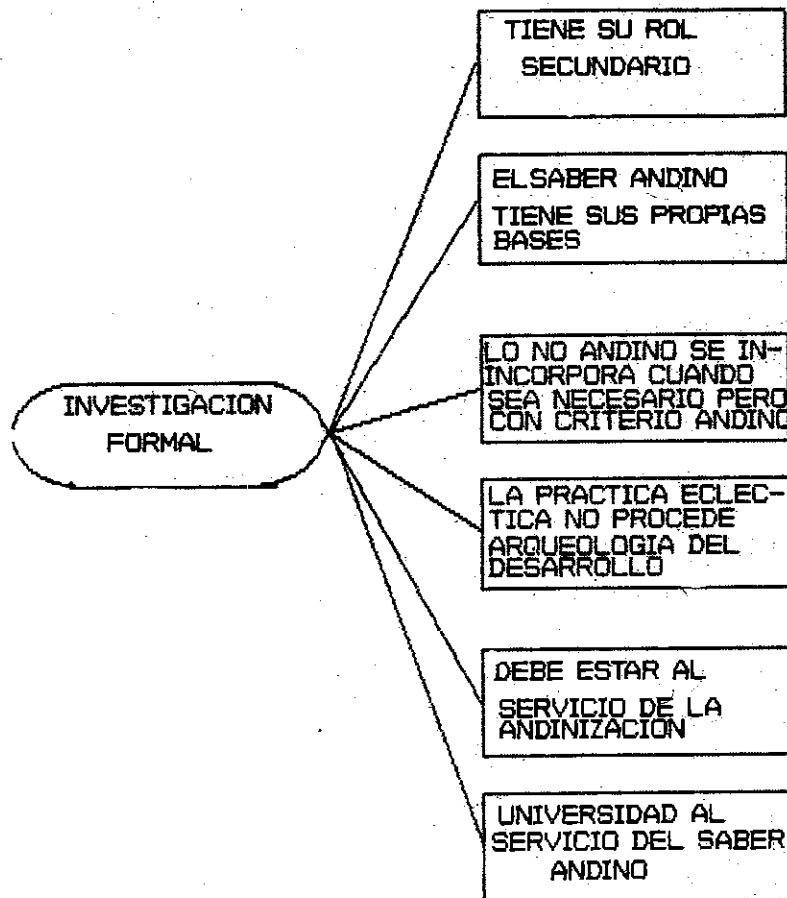 TIENE SU ROL
SECUNDARIO
ELSABER ANDINO
TIENE SUS PROPIAS
BASES
LO NO ANDINO SE IN-
INCORPORA CUANDO
SEA NECESARIO PERO
CON CRITERIO ANDINO
INVESTIGACION
FORMAL
LA PRACTICA ECLEC-
TICA NO PROCEDE
ARQUEOLOGIA DEL
DESARROLLO
DEBE ESTAR AL
SERVICIO DE LA
ANDINIZACION
UNIVERSIDAD AL
SERVICIO DEL SABER
ANDINO